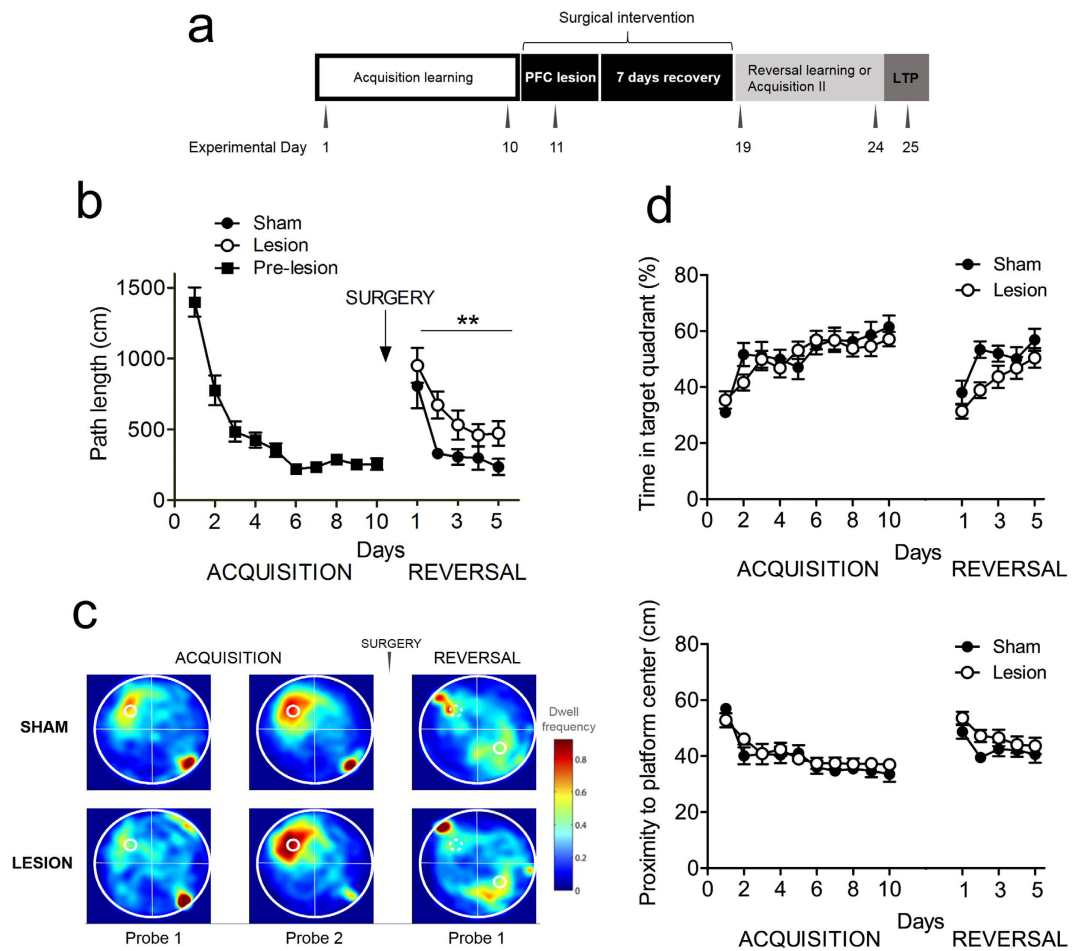 a
Surgical intervention
Acquisition learning
PFC lesion
7 days recovery
Reversal learning or
Acquisition II
LTP
Experimental Day
1
10
11
19
24
25
b
Sham
Lesion
Pre-lesion
SURGERY
**
Path length (cm)
1500
1000
500
0
0 2 4 6 8 10 1 3 5
Days
ACQUISITION REVERSAL
d
Sham
Lesion
Time in target quadrant (%)
80
60
40
20
0
0 2 4 6 8 10 1 3 5
Days
ACQUISITION REVERSAL
c
SURGERY
ACQUISITION REVERSAL
SHAM
LESION
Dwell
frequency
0.8
0.6
0.4
0.2
0
Probe 1 Probe 2 Probe 1
Sham
Lesion
Proximity to platform center (cm)
80
60
40
20
0
0 2 4 6 8 10 1 3 5
Days
ACQUISITION REVERSAL